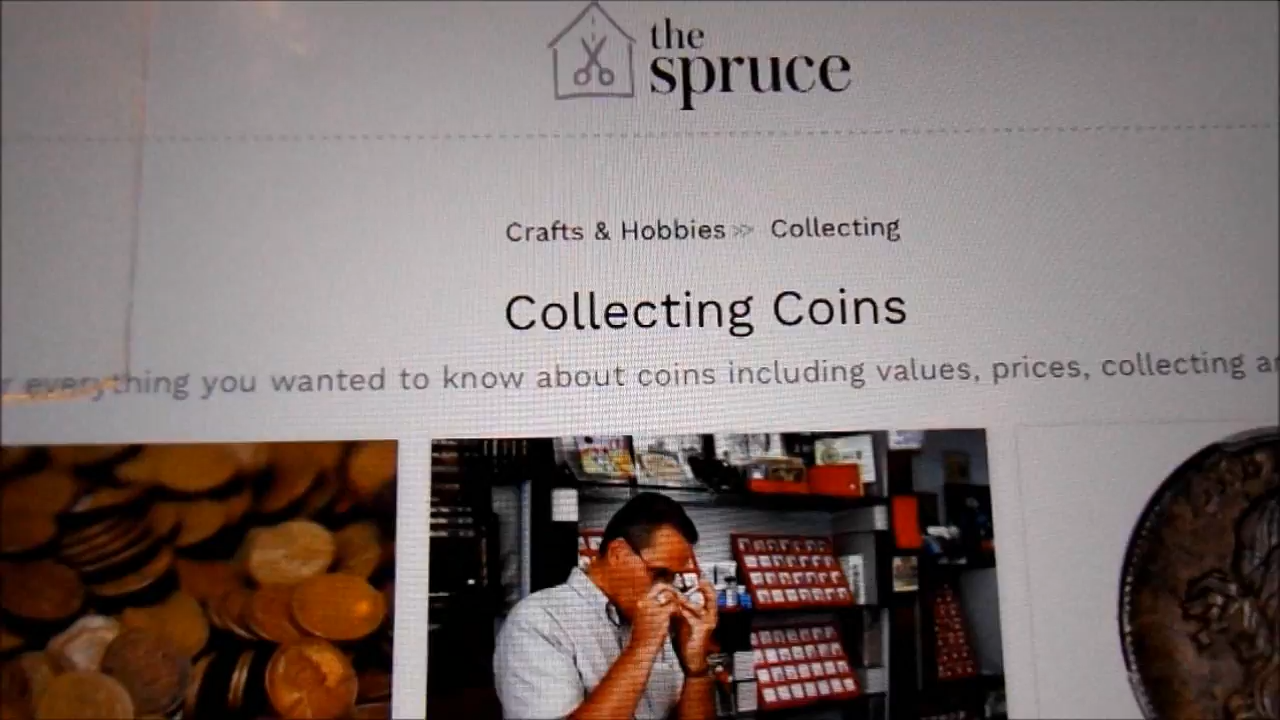 the
spruce
Crafts & Hobbies >> Collecting
Collecting Coins
everything you wanted to know about coins including values, prices, collecting